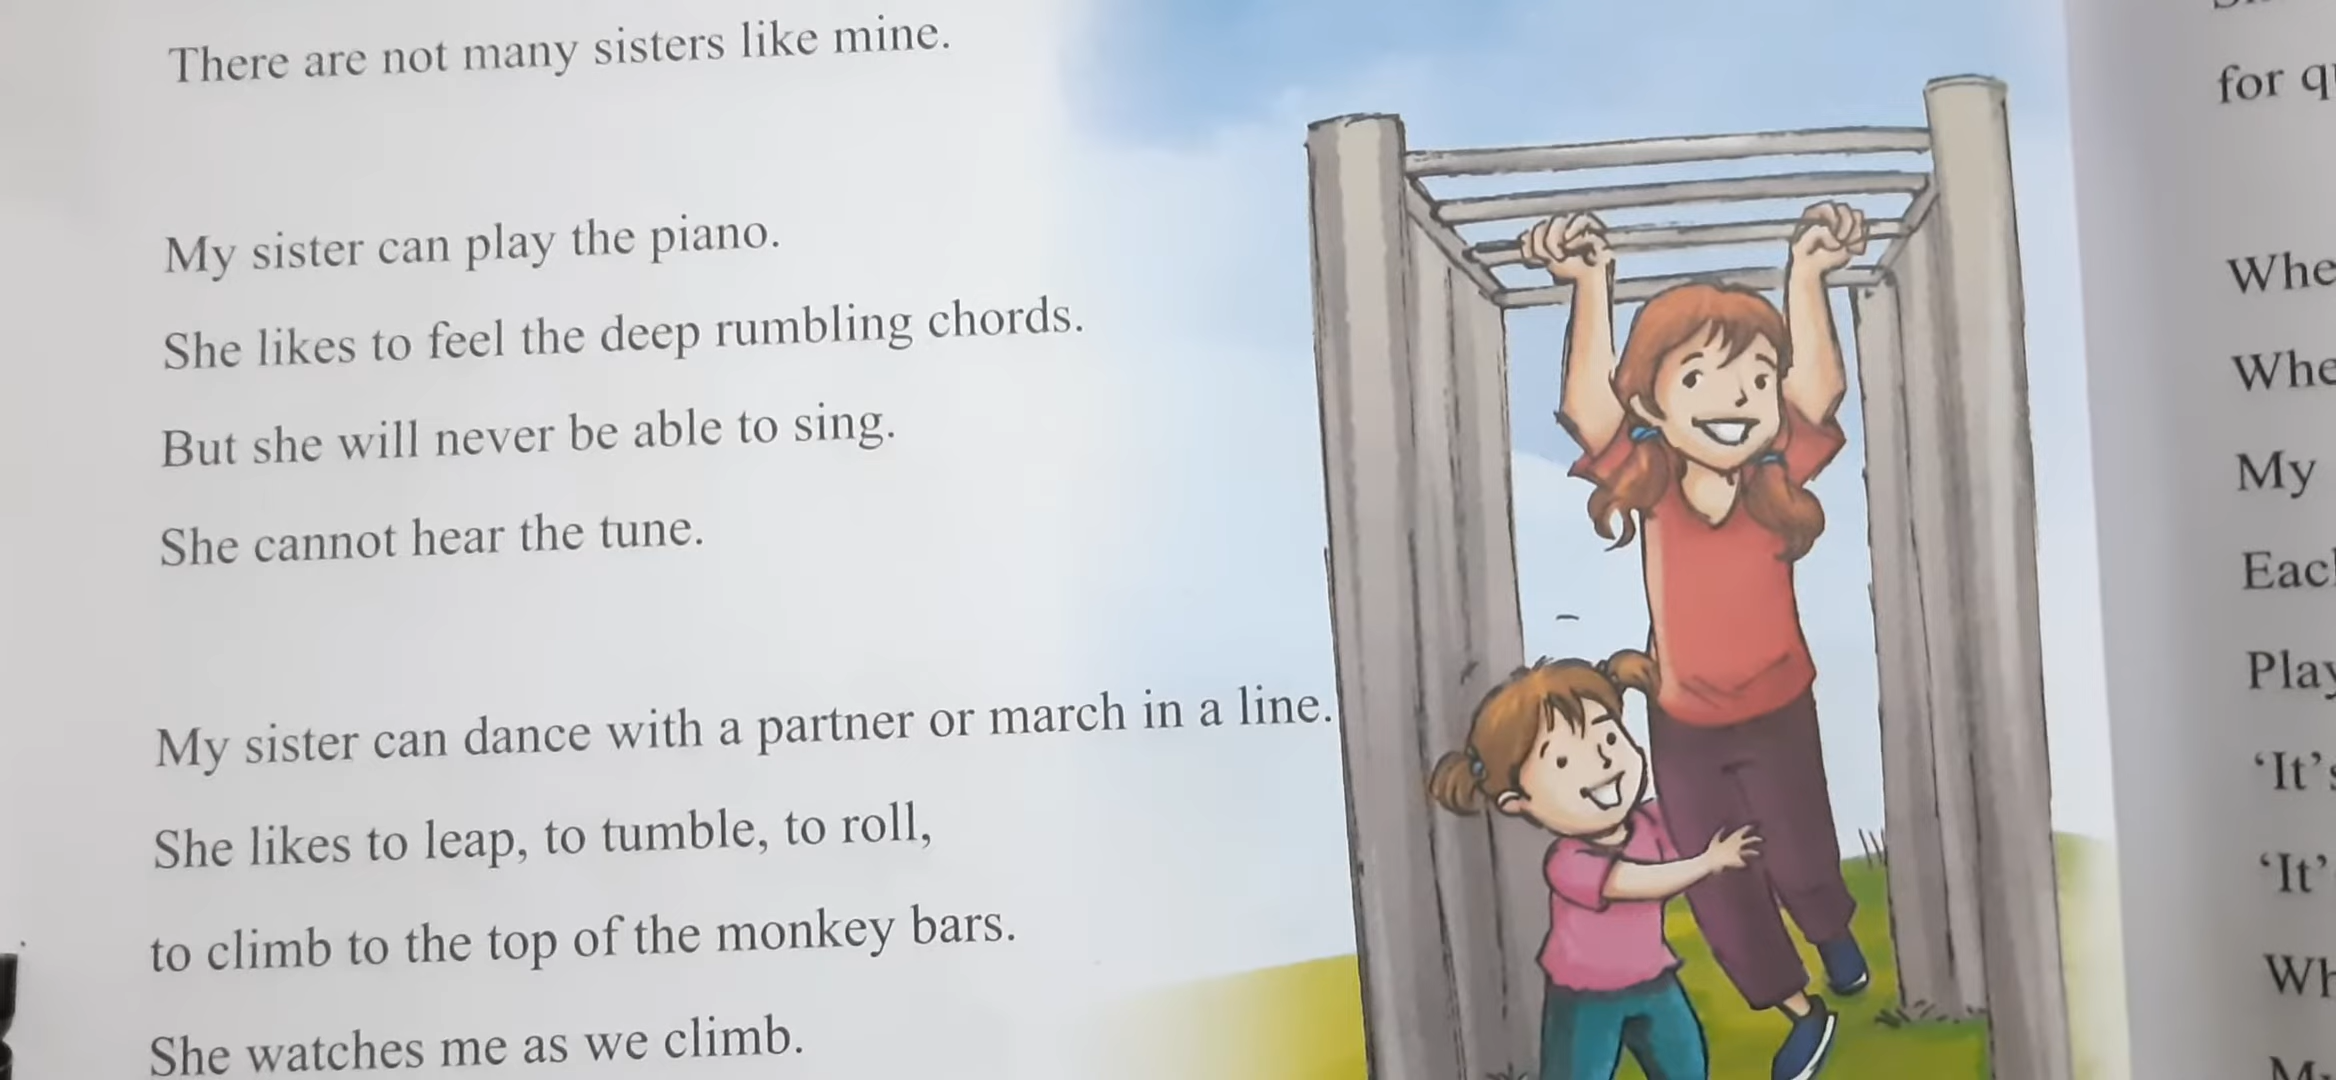 There are not many sisters like mine.
My sister can play the piano.
She likes to feel the deep rumbling chords.
But she will never be able to sing.
She cannot hear the tune.
My sister can dance with a partner or march in a line.
She likes to leap, to tumble, to roll,
to climb to the top of the monkey bars.
She watches me as we climb.
for
My
‘It’s